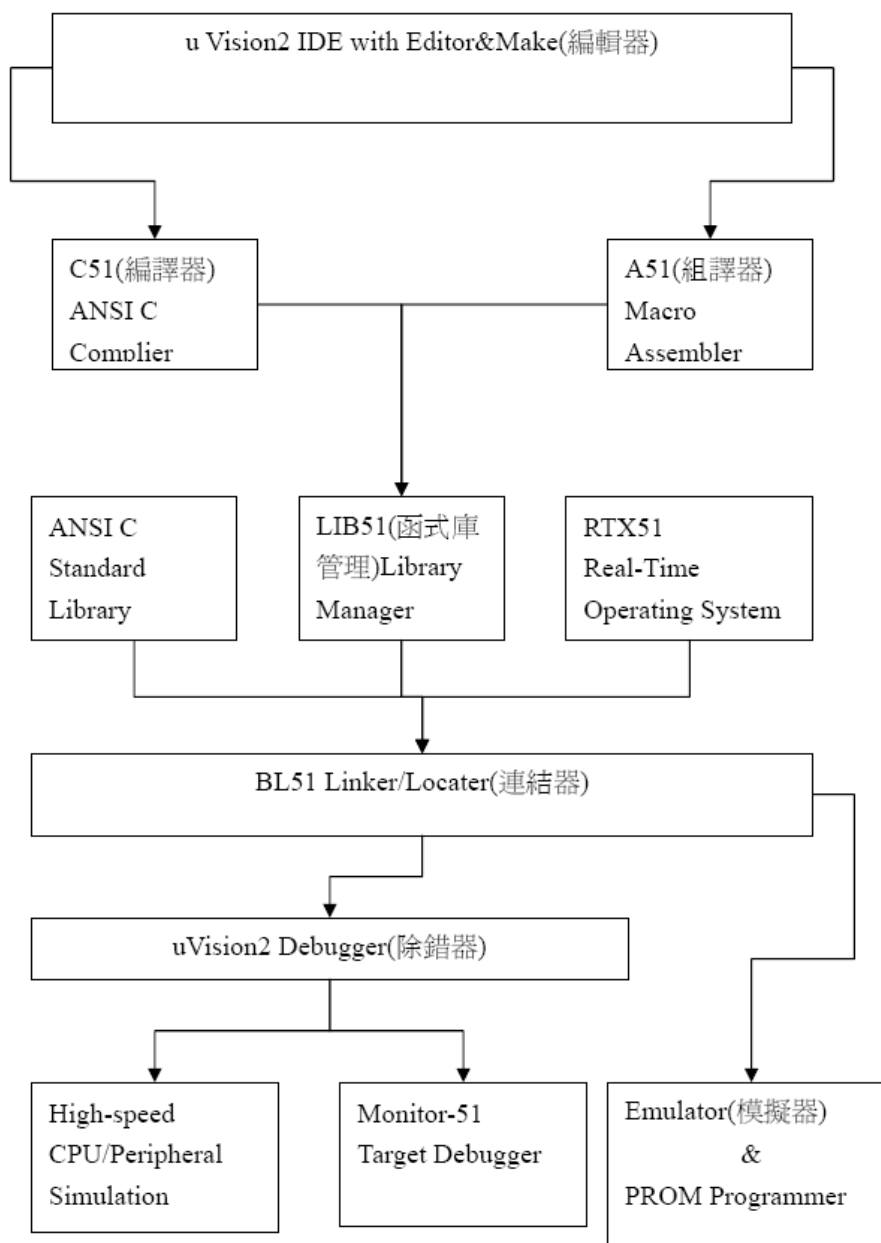 u Vision2 IDE with Editor&Make(編輯器)
C51(編譯器)
ANSI C
Complier
A51(組譯器)
Macro
Assembler
ANSI C
Standard
Library
LIB51(函式庫
管理)Library
Manager
RTX51
Real-Time
Operating System
BL51 Linker/Locater(連結器)
uVision2 Debugger(除錯器)
High-speed
CPU/Peripheral
Simulation
Monitor-51
Target Debugger
Emulator(模擬器)
&
PROM Programmer